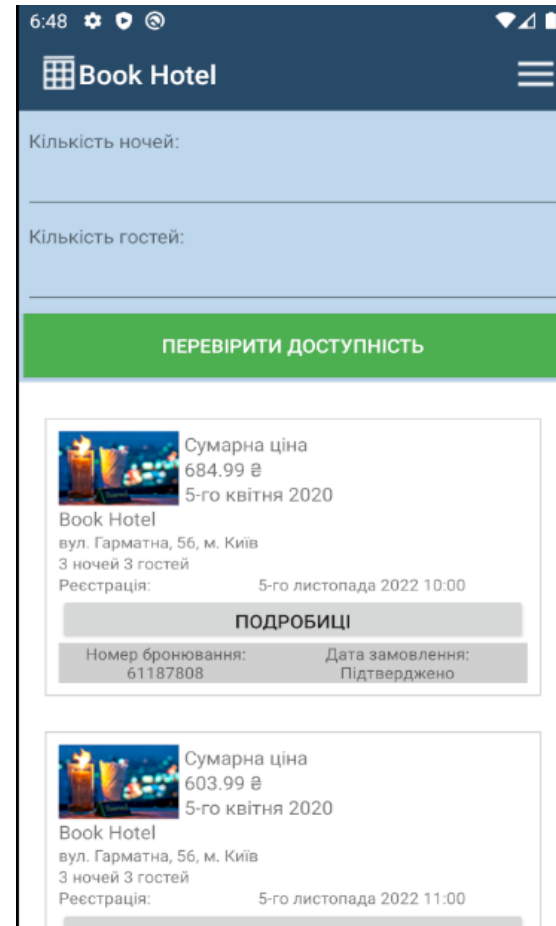 6:48
Book Hotel
Кількість ночей:
Кількість гостей:
ПЕРЕВІРИТИ ДОСТУПНІСТЬ
Сумарна ціна
684.99 ₴
5-го квітня 2020
Book Hotel
вул. Гарматна, 56, м. Київ
3 ночей 3 гостей
Реєстрація: 5-го листопада 2022 10:00
ПОДРОБИЦІ
Номер бронювання: Дата замовлення:
61187808 Підтверджено
Сумарна ціна
603.99 ₴
5-го квітня 2020
Book Hotel
вул. Гарматна, 56, м. Київ
3 ночей 3 гостей
Реєстрація: 5-го листопада 2022 11:00